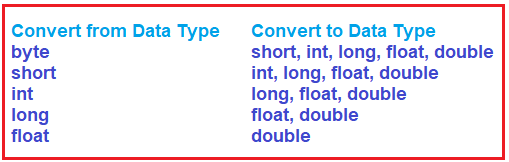 Convert from Data Type Convert to Data Type
byte short, int, long, float, double
short int, long, float, double
int long, float, double
long float, double
float double